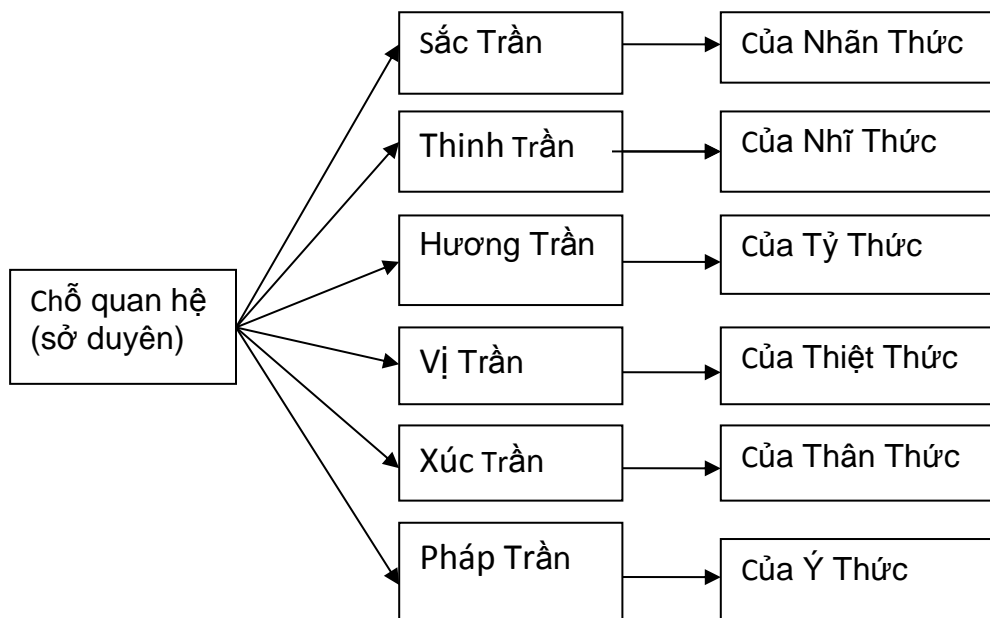 Sắc Trần
Của Nhãn Thức
Thinh Trần
Của Nhĩ Thức
Hương Trần
Của Tỷ Thức
Chỗ quan hệ
(sở duyên)
Vị Trần
Của Thiệt Thức
Xúc Trần
Của Thân Thức
Pháp Trần
Của Ý Thức